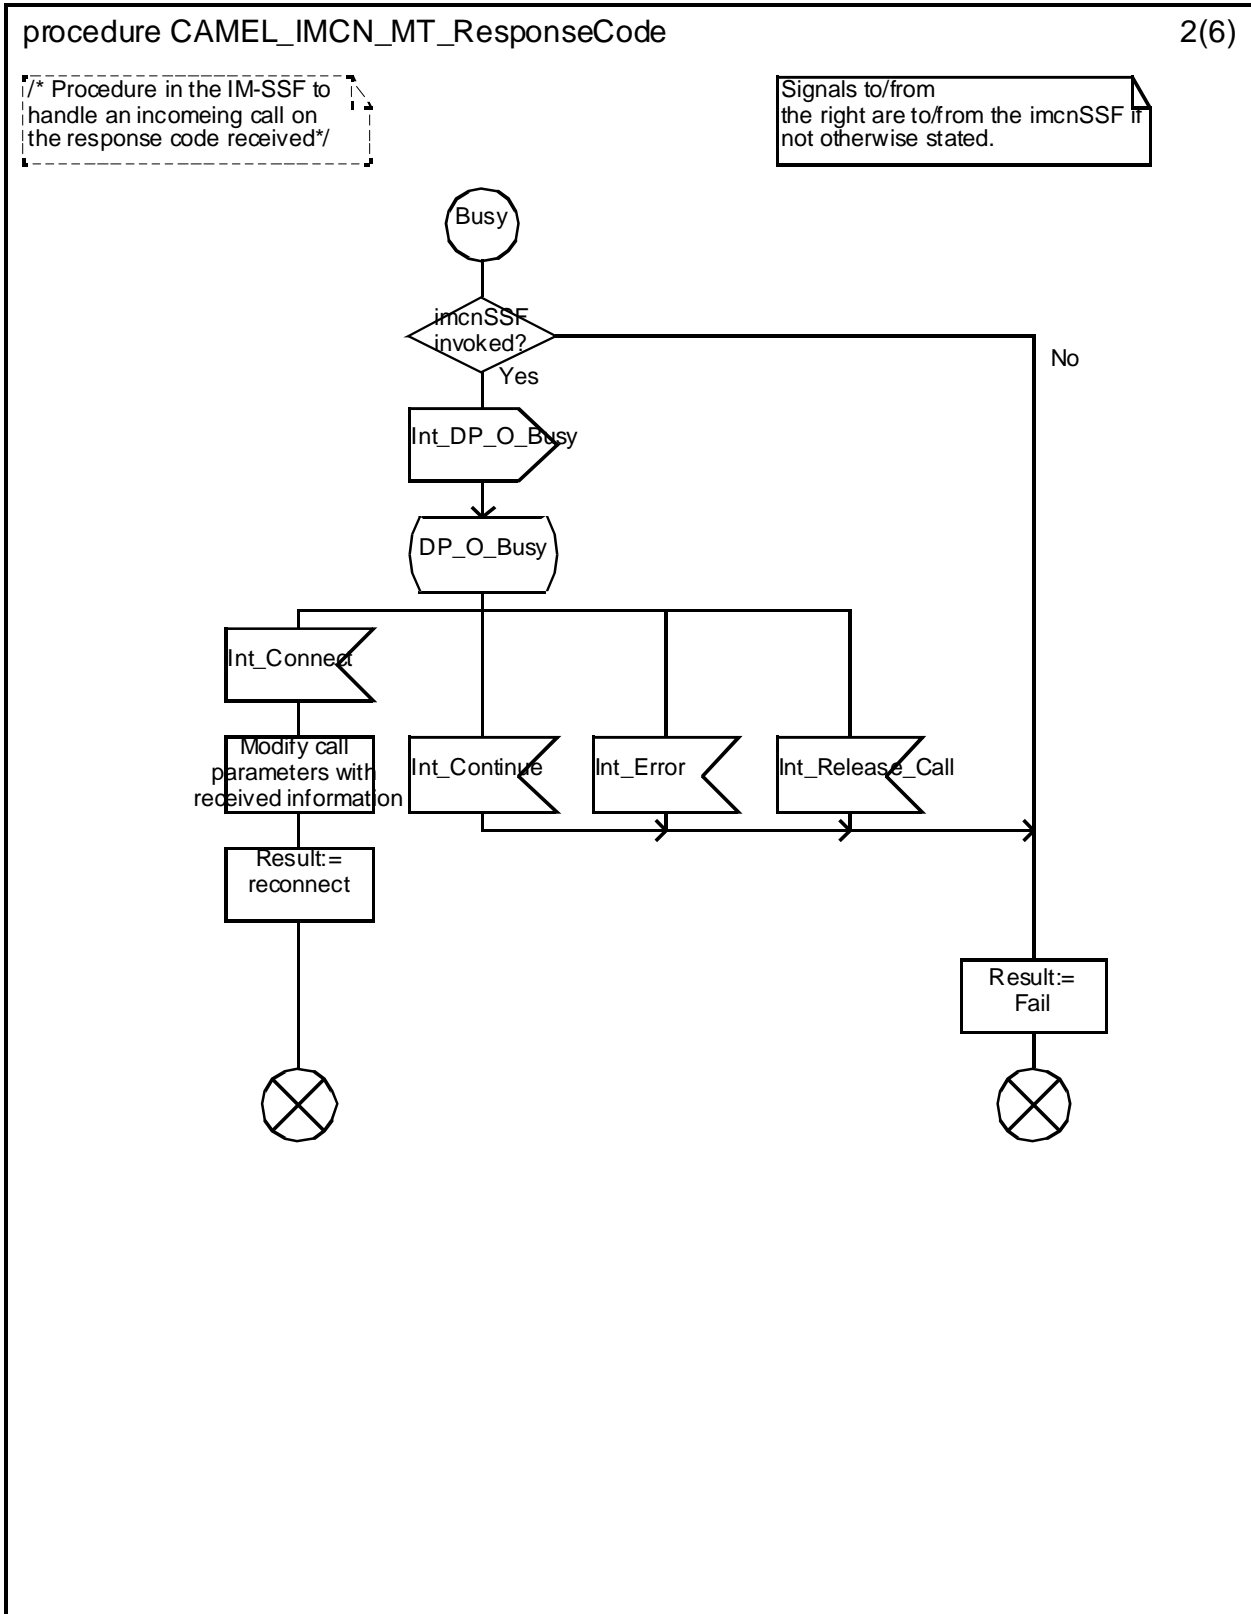 procedure CAMEL_IMCN_MT_ResponseCode
2(6)
/* Procedure in the IM-SSF to
handle an incomeing call on
the response code received*/
Signals to/from
the right are to/from the imcnSSF if
not otherwise stated.
Busy
imcnSSF
invoked?
No
Yes
Int_DP_O_Busy
DP_O_Busy
Int_Connect
Modify call
parameters with
received information
Int_Continue
Int_Error
Int_Release_Call
Result:=
reconnect
Result:=
Fail